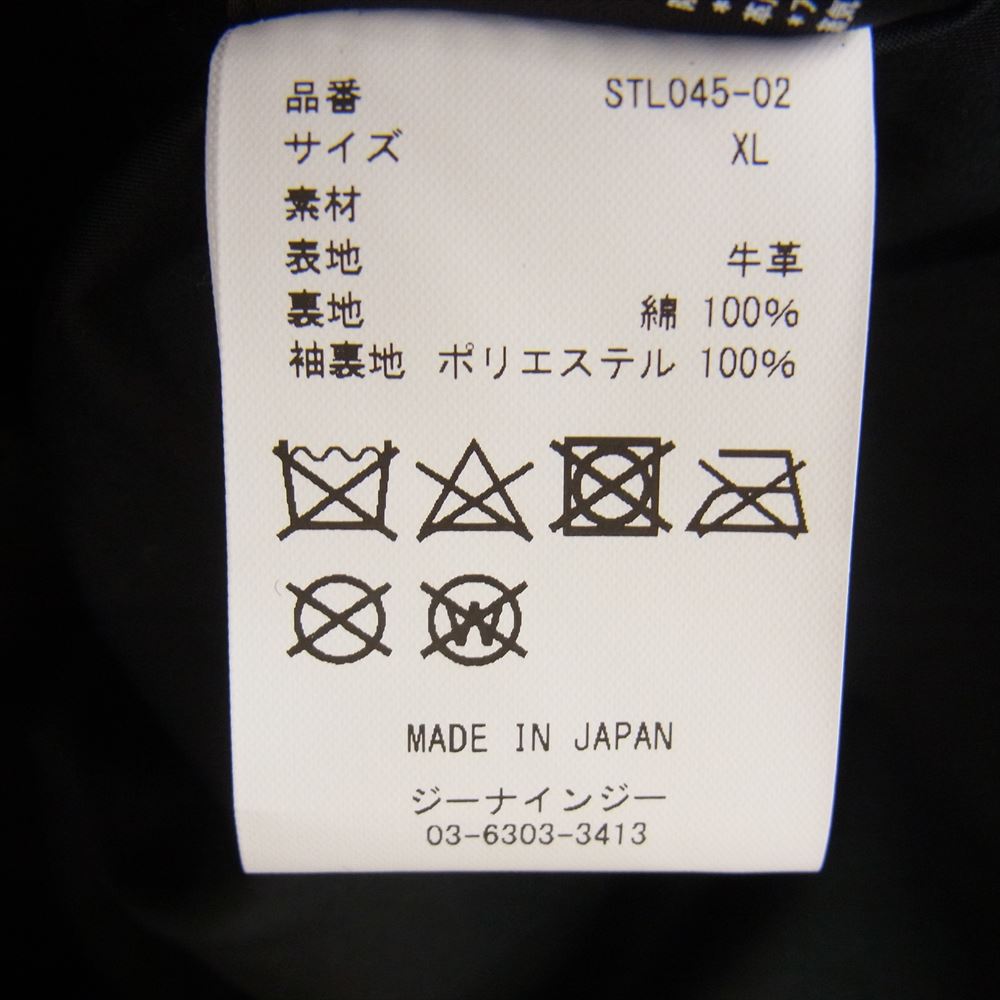 品番 STL045-02
サイズ XL
素材
表地 牛革
裏地 綿 100%
袖裏地 ポリエステル 100%
W
MADE IN JAPAN
ジーナインジー
03-6303-3413